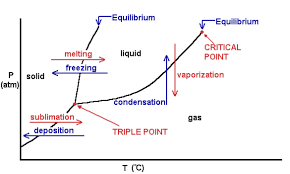 Equilibrium
Equilibrium
melting
liquid
CRITICAL
POINT
freezing
solid
vaporization
P
(atm)
condensation
sublimation
gas
deposition
TRIPLE POINT
T (℃)